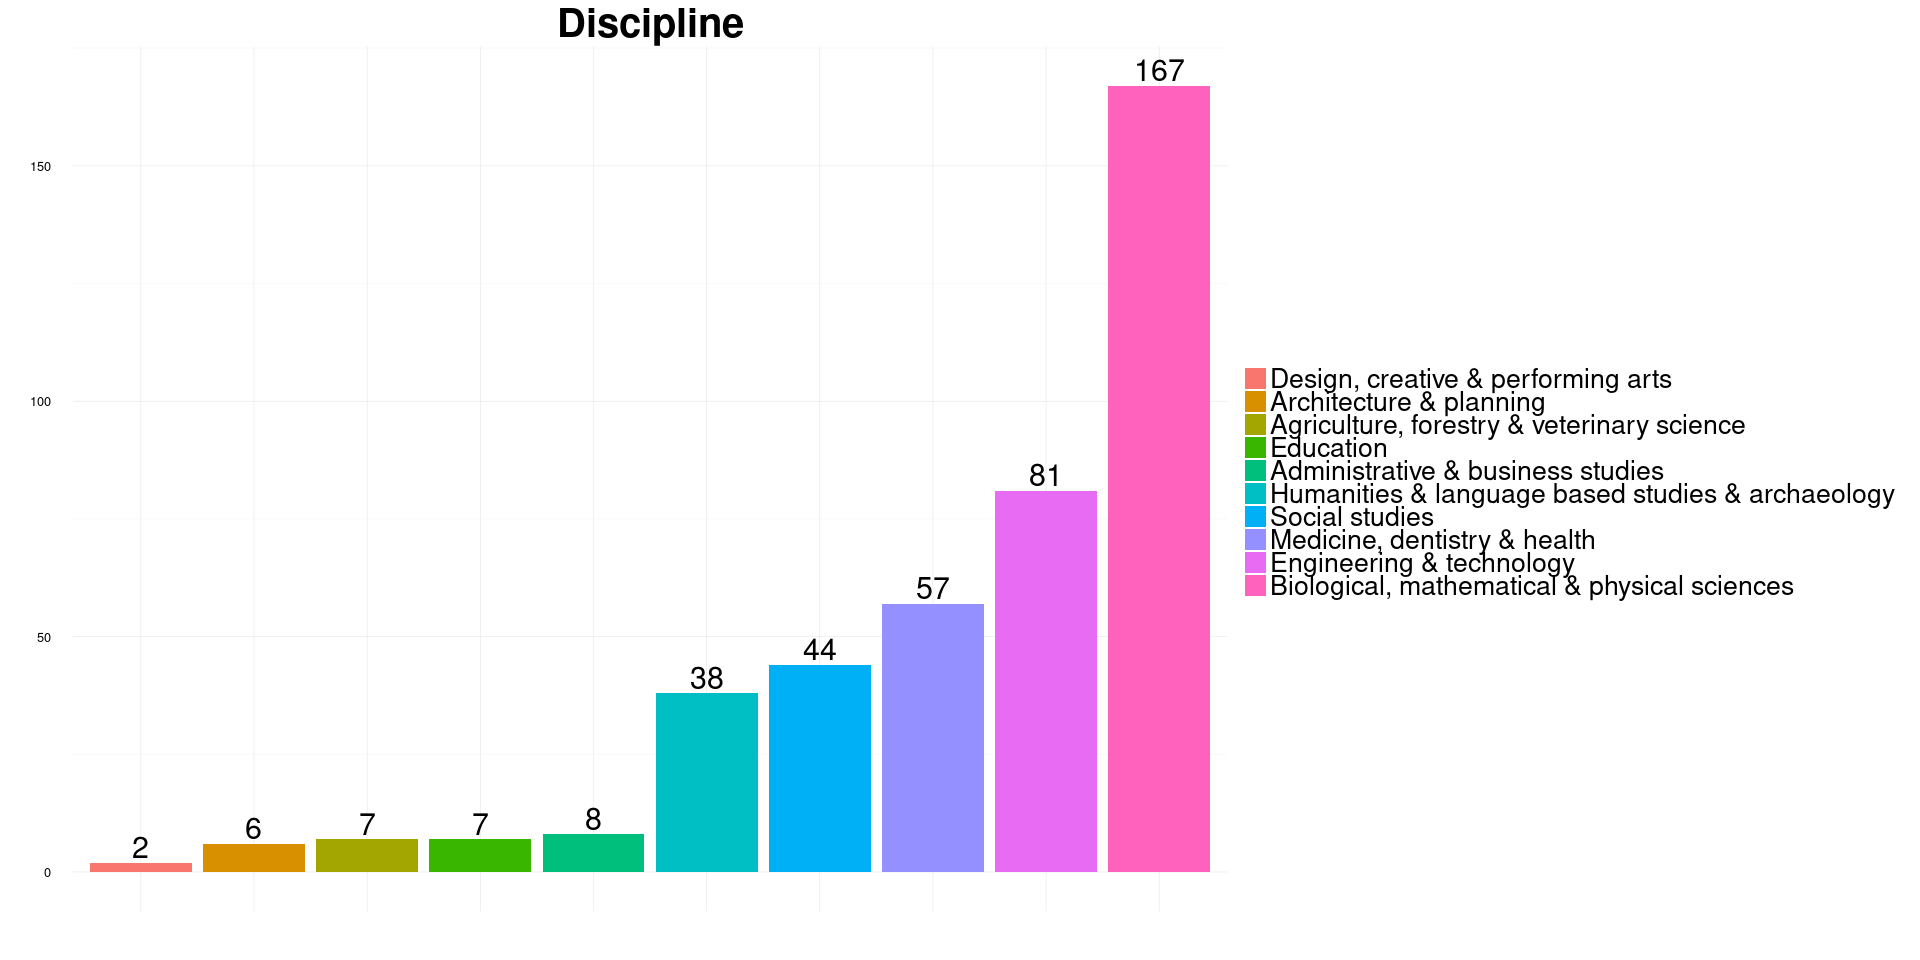 Discipline
167
150
100
81
57
50
44
38
8
7
7
6
2
0
Design, creative & performing arts
Architecture & planning
Agriculture, forestry & veterinary science
Education
Administrative & business studies
Humanities & language based studies & archaeology
Social studies
Medicine, dentistry & health
Engineering & technology
Biological, mathematical & physical sciences